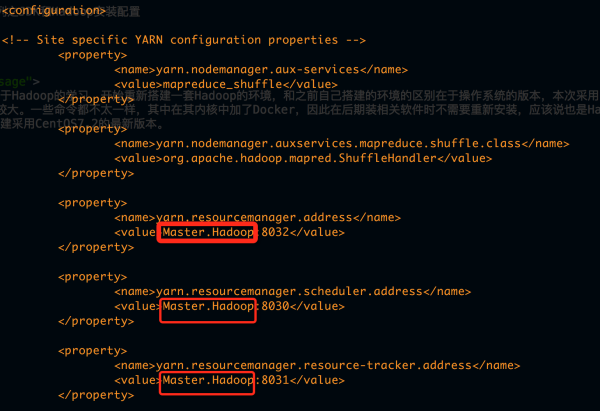 <configuration>
<!-- Site specific YARN configuration properties -->
<property>
<name>yarn.nodemanager.aux-services</name>
<value>mapreduce_shuffle</value>
</property>
于Hadoop的学习，开始重新搭建一套Hadoop的环境，和之前自己搭建的环境的区别在于操作系统的版本，本次采用
较大。一些命令都不太一样，其中在其内核中加了Docker，因此在后期装相关软件时不需要重新安装，应该说也是Ha
建采用CentOS7.2的最新版本。
<property>
<name>yarn.nodemanager.auxservices.mapreduce.shuffle.class</name>
<value>org.apache.hadoop.mapred.ShuffleHandler</value>
</property>
<property>
<name>yarn.resourcemanager.address</name>
<value>Master.Hadoop:8032</value>
</property>
<property>
<name>yarn.resourcemanager.scheduler.address</name>
<value>Master.Hadoop:8030</value>
</property>
<property>
<name>yarn.resourcemanager.resource-tracker.address</name>
<value>Master.Hadoop:8031</value>
</property>